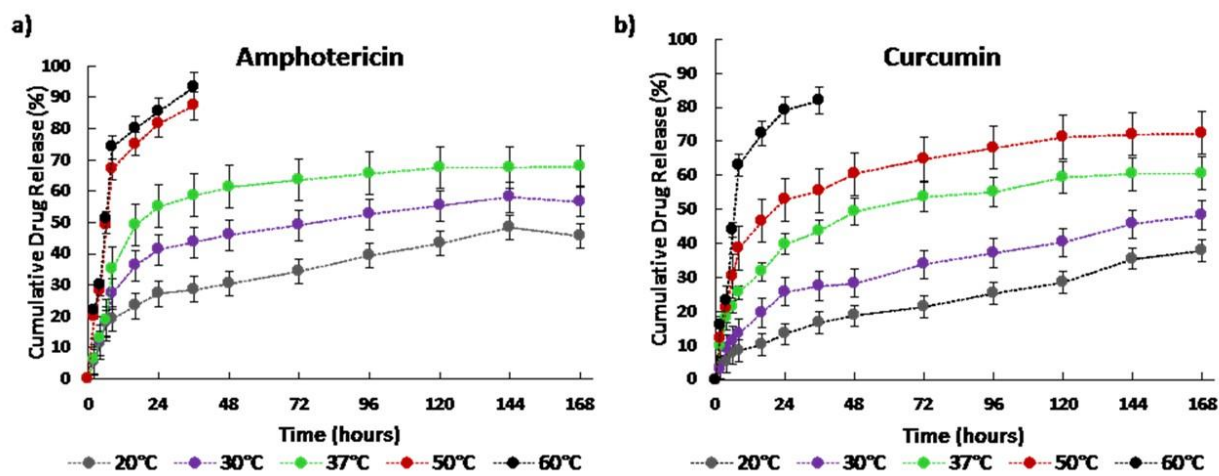 a)
Amphotericin
Cumulative Drug Release (%)
100
90
80
70
60
50
40
30
20
10
0
0 24 48 72 96 120 144 168
Time (hours)
20°C 30°C 37°C 50°C 60°C
b)
Curcumin
Cumulative Drug Release (%)
100
90
80
70
60
50
40
30
20
10
0
0 24 48 72 96 120 144 168
Time (hours)
20°C 30°C 37°C 50°C 60°C